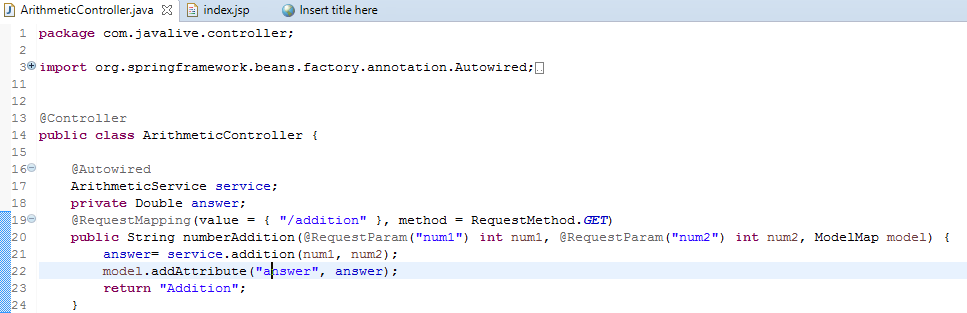 ArithmeticController.java index.jsp Insert title here
1 package com.javalive.controller;
2
3 import org.springframework.beans.factory.annotation.Autowired;
11
12
13 @Controller
14 public class ArithmeticController {
15
16 @Autowired
17 ArithmeticService service;
18 private Double answer;
19 @RequestMapping(value = { "/addition" }, method = RequestMethod.GET)
20 public String numberAddition(@RequestParam("num1") int num1, @RequestParam("num2") int num2, ModelMap model) {
21 answer= service.addition(num1, num2);
22 model.addAttribute("answer", answer);
23 return "Addition";
24 }